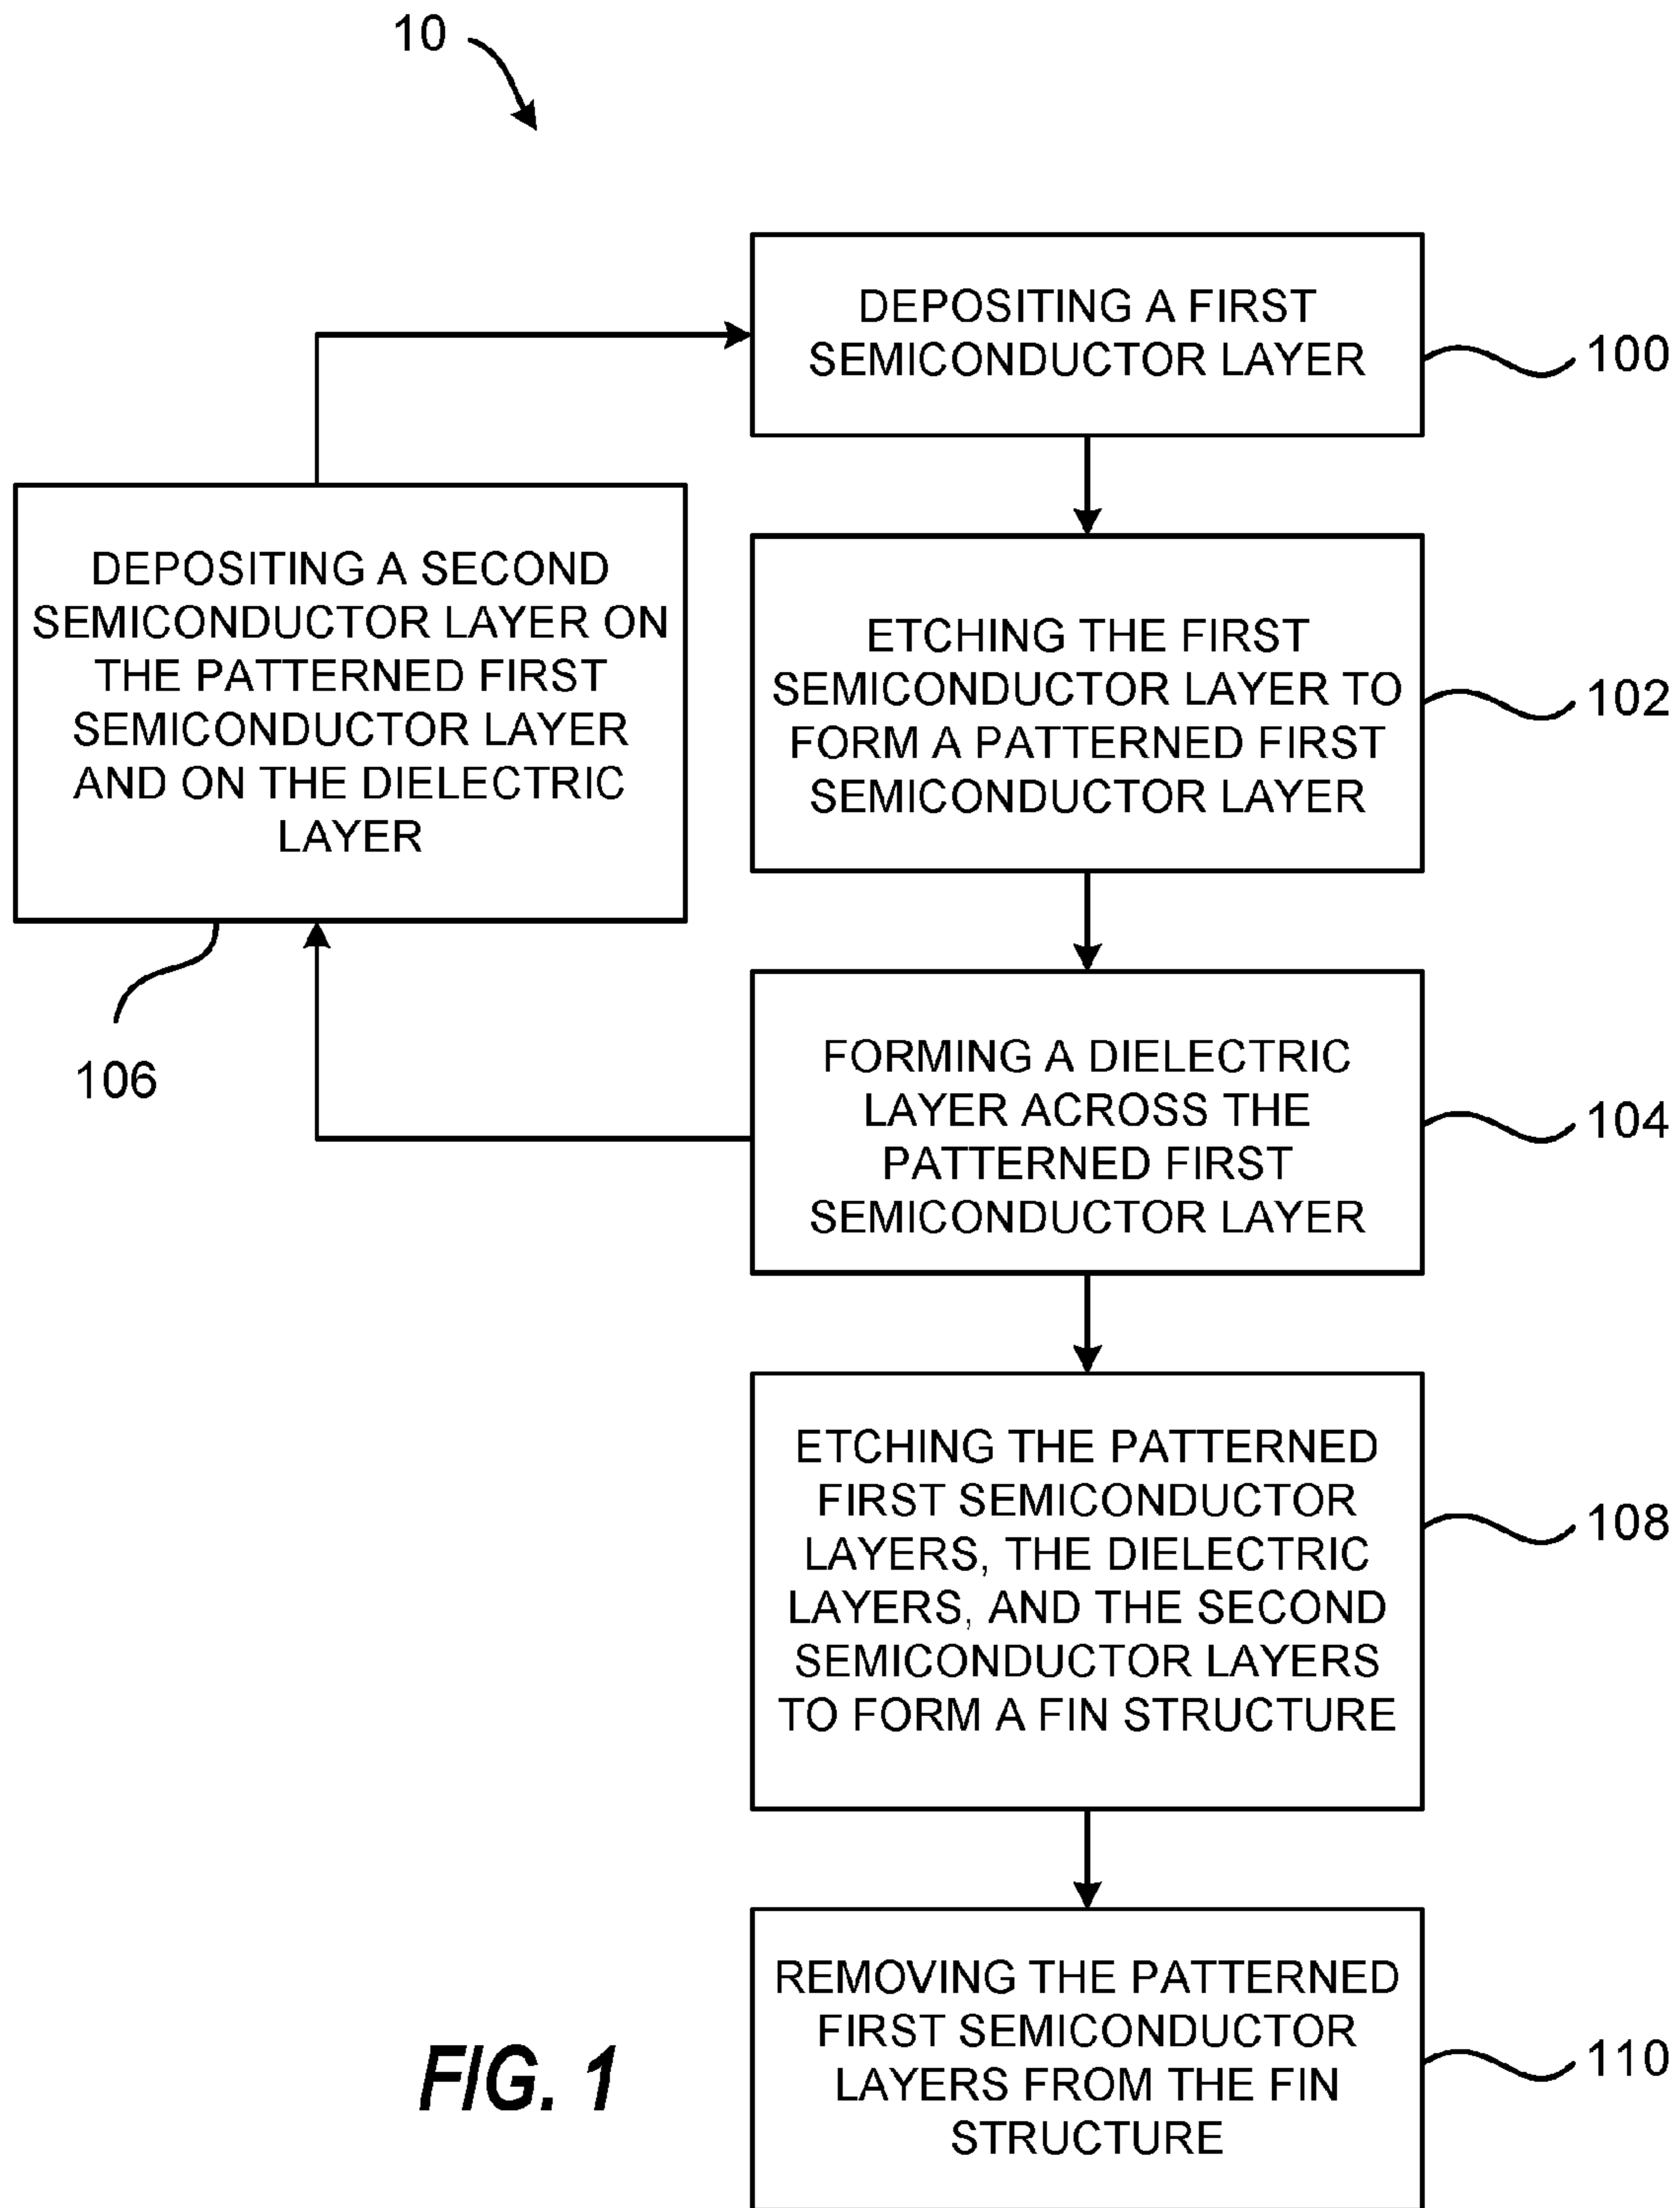 10
DEPOSITING A FIRST
SEMICONDUCTOR LAYER
100
DEPOSITING A SECOND
SEMICONDUCTOR LAYER ON
THE PATTERNED FIRST
SEMICONDUCTOR LAYER
AND ON THE DIELECTRIC
LAYER
106
ETCHING THE FIRST
SEMICONDUCTOR LAYER TO
FORM A PATTERNED FIRST
SEMICONDUCTOR LAYER
102
FORMING A DIELECTRIC
LAYER ACROSS THE
PATTERNED FIRST
SEMICONDUCTOR LAYER
104
ETCHING THE PATTERNED
FIRST SEMICONDUCTOR
LAYERS, THE DIELECTRIC
LAYERS, AND THE SECOND
SEMICONDUCTOR LAYERS
TO FORM A FIN STRUCTURE
108
REMOVING THE PATTERNED
FIRST SEMICONDUCTOR
LAYERS FROM THE FIN
STRUCTURE
110
FIG. 1